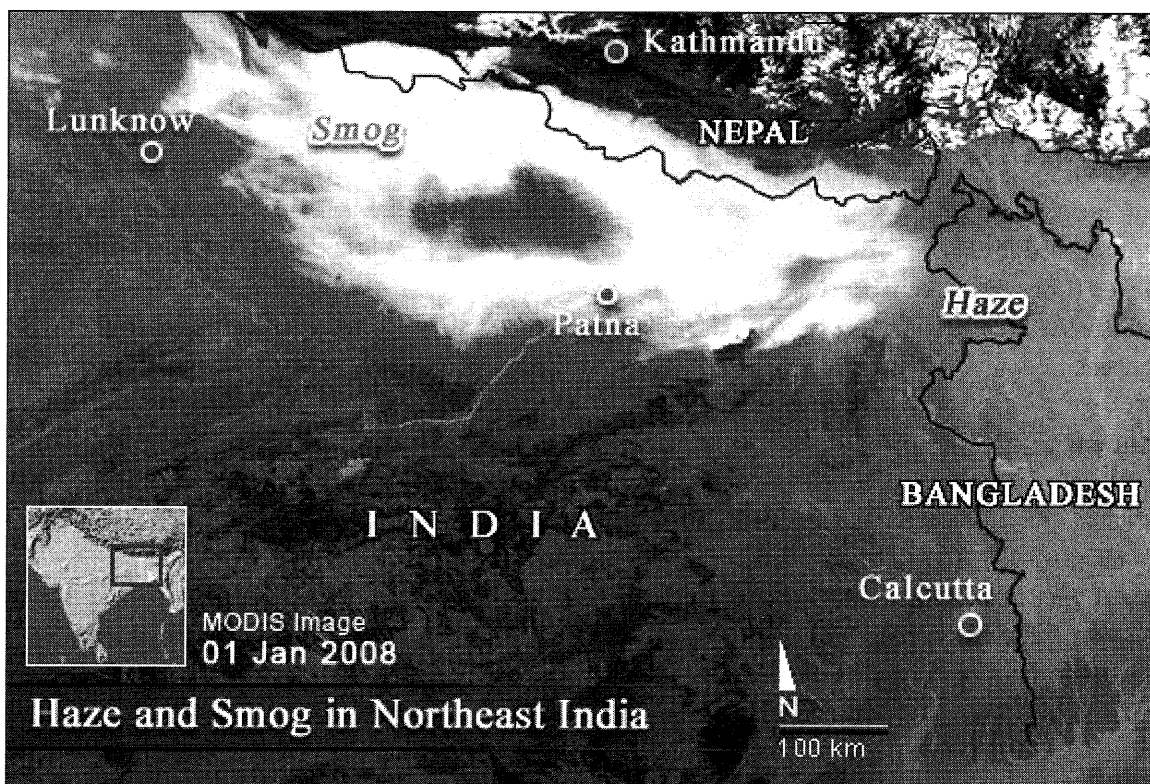 Kathmandu
Lunknow
Smog
NEPAL
Haze
Patna
BANGLADESH
I N D I A
Calcutta
MODIS Image
01 Jan 2008
Haze and Smog in Northeast India
N
100 km